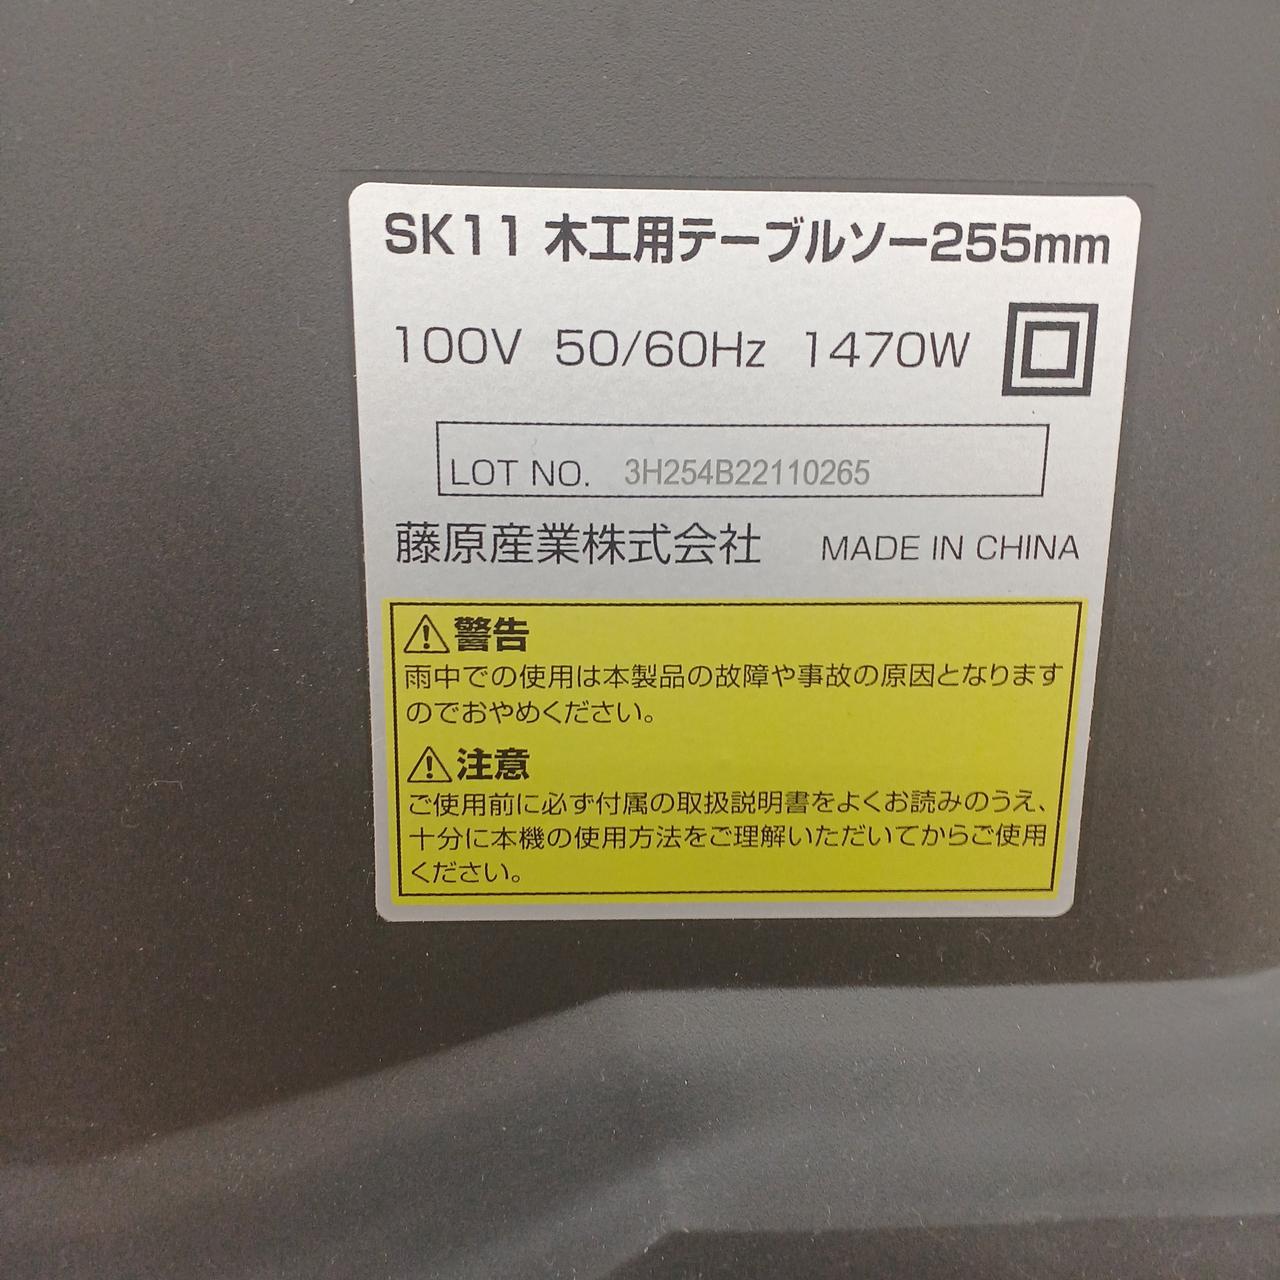 SK11 木工用テーブルソー255mm
100V 50/60Hz 1470W
LOT NO. 3H254B22110265
藤原産業株式会社 MADE IN CHINA
⚠警告
雨中での使用は本製品の故障や事故の原因となります
のでおやめください。
⚠注意
ご使用前に必ず付属の取扱説明書をよくお読みのうえ、
十分に本機の使用方法をご理解いただいてからご使用
ください。